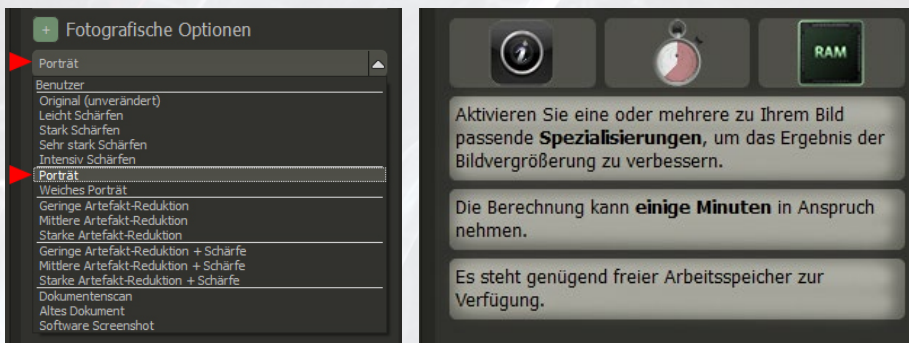 + Fotografische Optionen
Porträt
Benutzer
Original (unverändert)
Leicht Schärfen
Stark Schärfen
Sehr stark Schärfen
Intensiv Schärfen
Porträt
Weiches Porträt
Geringe Artefakt-Reduktion
Mittlere Artefakt-Reduktion
Starke Artefakt-Reduktion
Geringe Artefakt-Reduktion + Schärfe
Mittlere Artefakt-Reduktion + Schärfe
Starke Artefakt-Reduktion + Schärfe
Dokumentenscan
Altes Dokument
Software Screenshot
i
RAM
Aktivieren Sie eine oder mehrere zu Ihrem Bild
passende Spezialisierungen, um das Ergebnis der
Bildvergrößerung zu verbessern.
Die Berechnung kann einige Minuten in Anspruch
nehmen.
Es steht genügend freier Arbeitsspeicher zur
Verfügung.